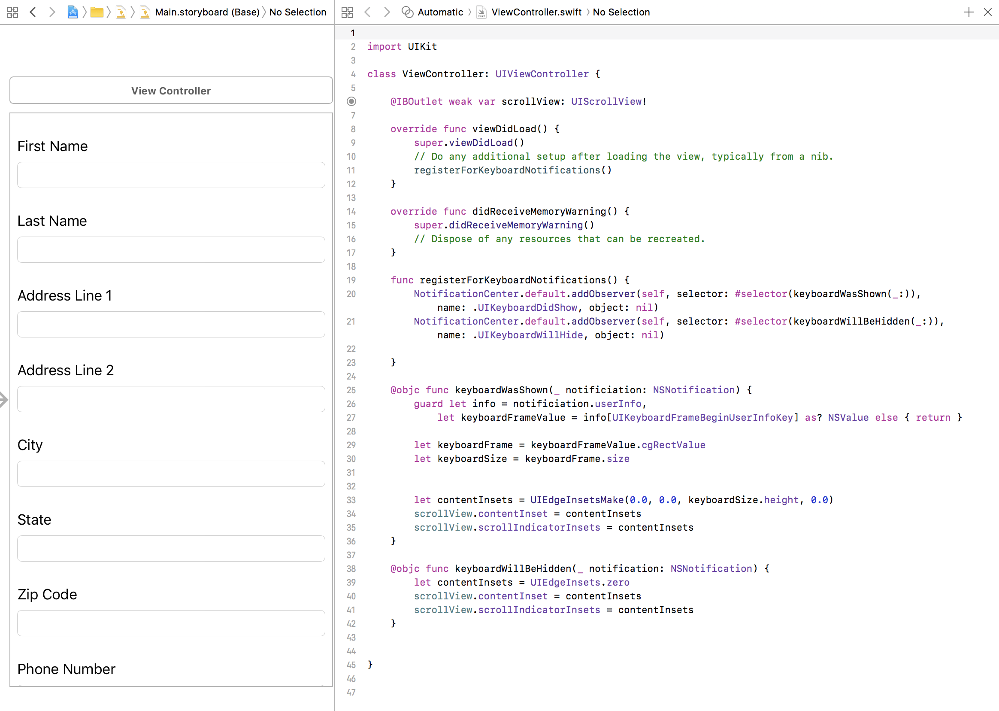 Main.storyboard (Base) No Selection
Automatic ViewController.swift No Selection
View Controller
First Name
Last Name
Address Line 1
Address Line 2
City
State
Zip Code
Phone Number
1
2 import UIKit
3
4 class ViewController: UIViewController {
5
@IBOutlet weak var scrollView: UIScrollView!
7
8 override func viewDidLoad() {
9 super.viewDidLoad()
10 // Do any additional setup after loading the view, typically from a nib.
11 registerForKeyboardNotifications()
12 }
13
14 override func didReceiveMemoryWarning() {
15 super.didReceiveMemoryWarning()
16 // Dispose of any resources that can be recreated.
17 }
18
19 func registerForKeyboardNotifications() {
20 NotificationCenter.default.addObserver(self, selector: #selector(keyboardWasShown(_:)),
name: .UIKeyboardDidShow, object: nil)
21 NotificationCenter.default.addObserver(self, selector: #selector(keyboardWillBeHidden(_:)),
name: .UIKeyboardWillHide, object: nil)
22
23 }
24
25 @objc func keyboardWasShown(_ notificiation: NSNotification) {
26 guard let info = notificiation.userInfo,
27 let keyboardFrameValue = info[UIKeyboardFrameBeginUserInfoKey] as? NSValue else { return }
28
29 let keyboardFrame = keyboardFrameValue.cgRectValue
30 let keyboardSize = keyboardFrame.size
31
32
33 let contentInsets = UIEdgeInsetsMake(0.0, 0.0, keyboardSize.height, 0.0)
34 scrollView.contentInset = contentInsets
35 scrollView.scrollIndicatorInsets = contentInsets
36 }
37
38 @objc func keyboardWillBeHidden(_ notification: NSNotification) {
39 let contentInsets = UIEdgeInsets.zero
40 scrollView.contentInset = contentInsets
41 scrollView.scrollIndicatorInsets = contentInsets
42 }
43
44
45 }
46
47